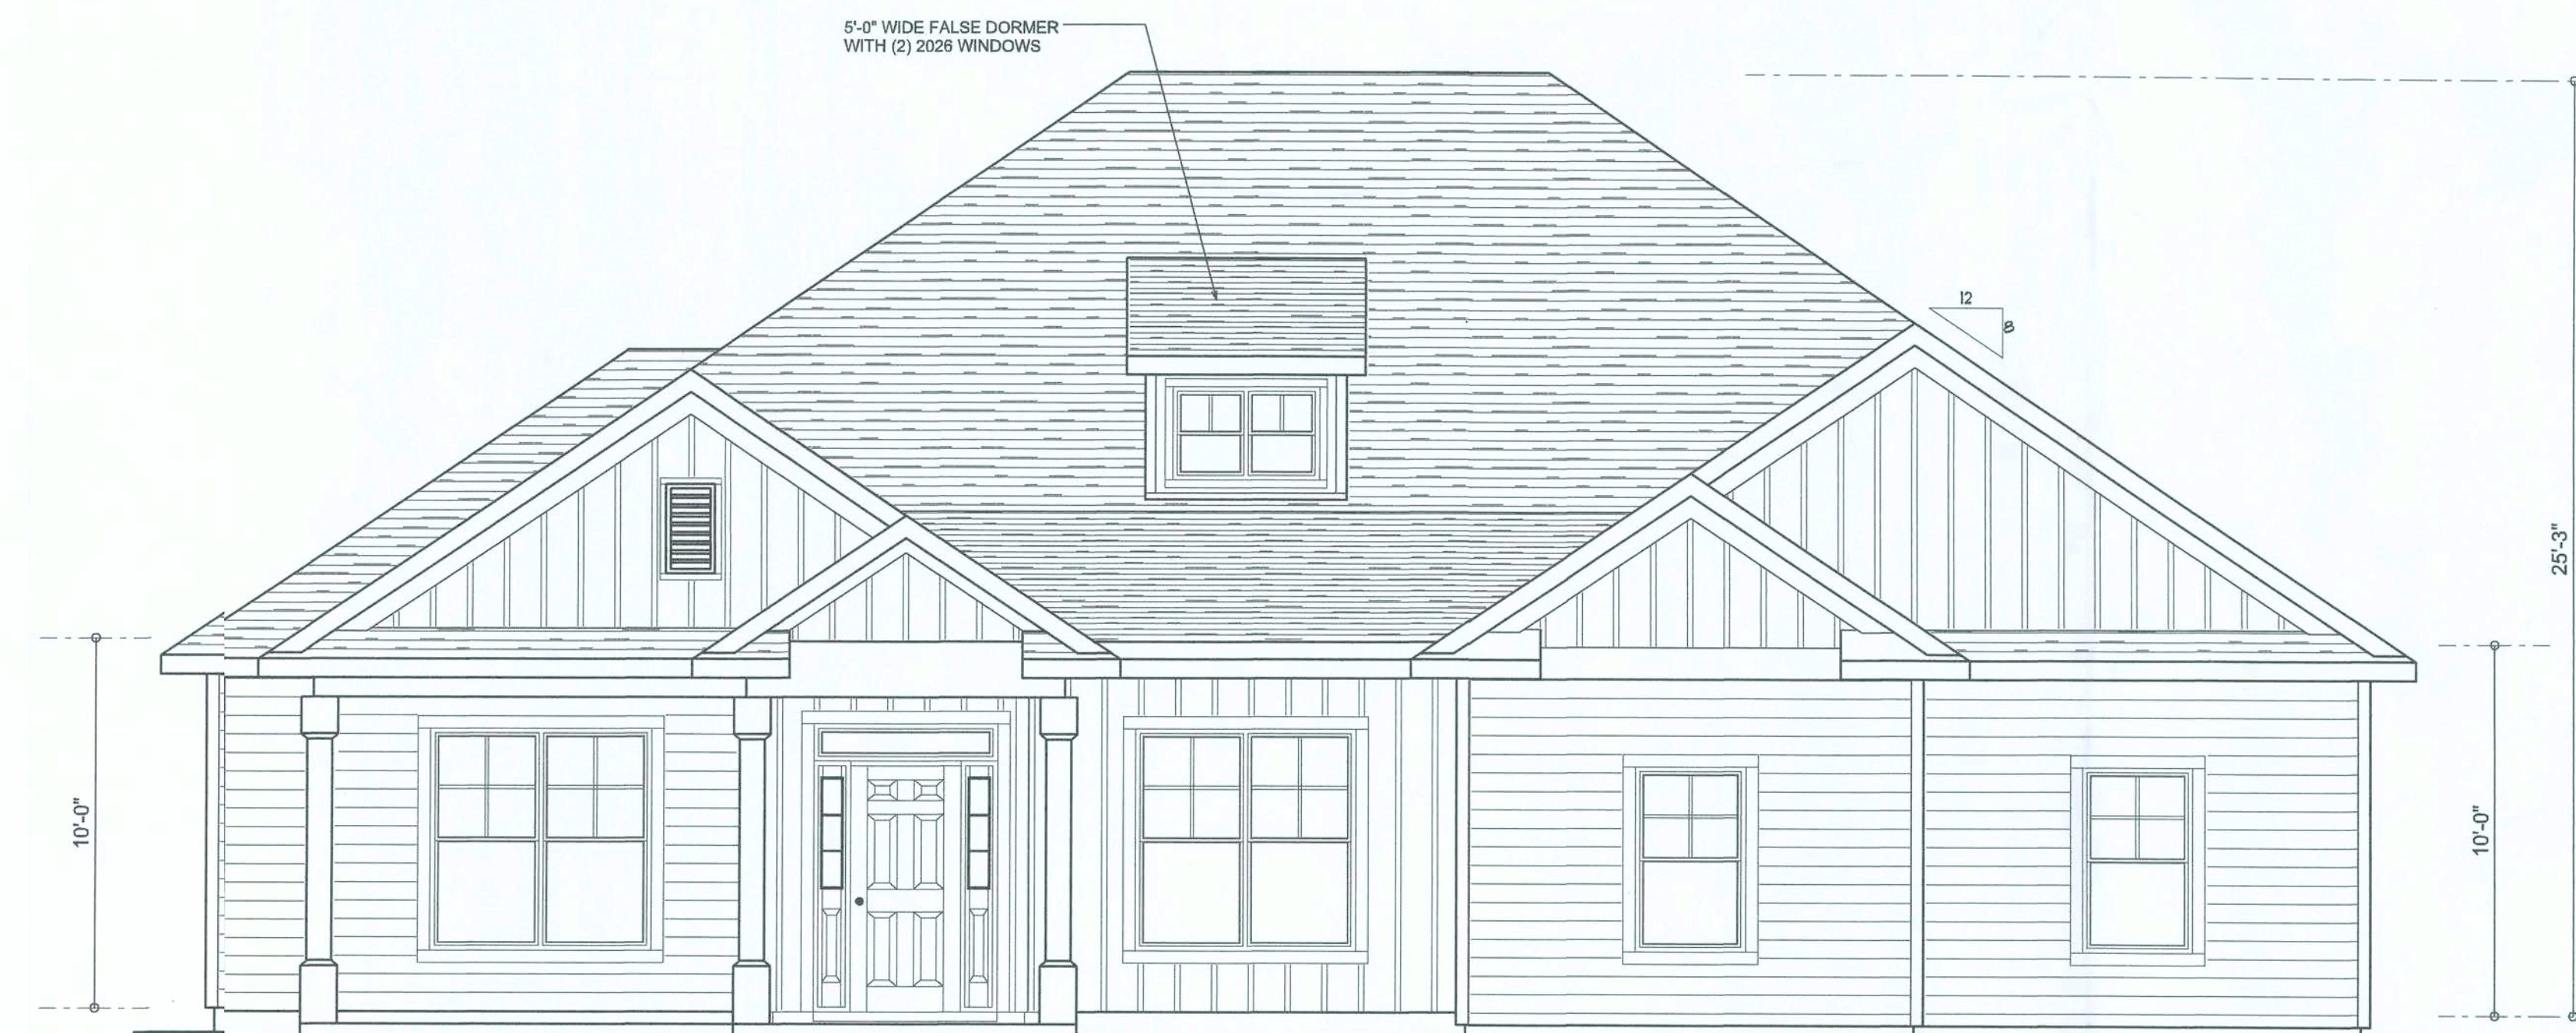 5'-0" WIDE FALSE DORMER
WITH (2) 2026 WINDOWS
12
8
25'-3"
10'-0"
10'-0"